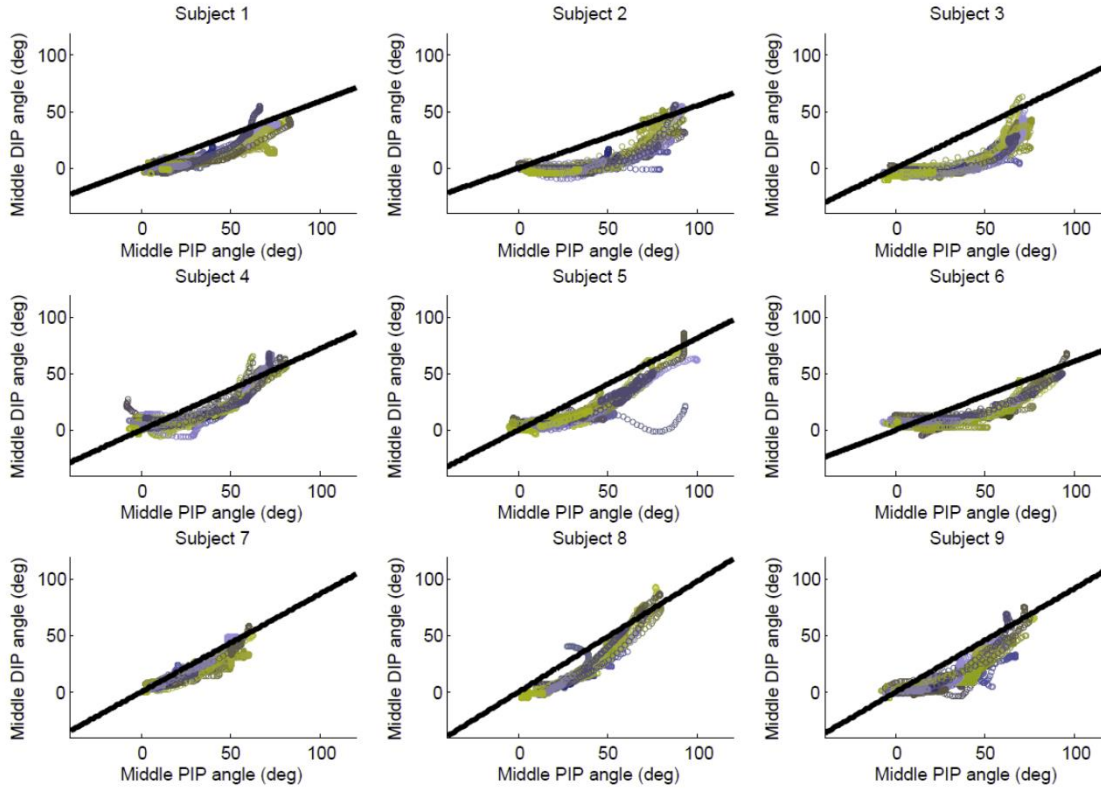 Subject 1 Subject 2 Subject 3
Middle DIP angle (deg) Middle DIP angle (deg) Middle DIP angle (deg)
100 100 100
50 50 50
0 0 0
0 50 100 0 50 100 0 50 100
Middle PIP angle (deg) Middle PIP angle (deg) Middle PIP angle (deg)
Subject 4 Subject 5 Subject 6
Middle DIP angle (deg) Middle DIP angle (deg) Middle DIP angle (deg)
100 100 100
50 50 50
0 0 0
0 50 100 0 50 100 0 50 100
Middle PIP angle (deg) Middle PIP angle (deg) Middle PIP angle (deg)
Subject 7 Subject 8 Subject 9
Middle DIP angle (deg) Middle DIP angle (deg) Middle DIP angle (deg)
100 100 100
50 50 50
0 0 0
0 50 100 0 50 100 0 50 100
Middle PIP angle (deg) Middle PIP angle (deg) Middle PIP angle (deg)